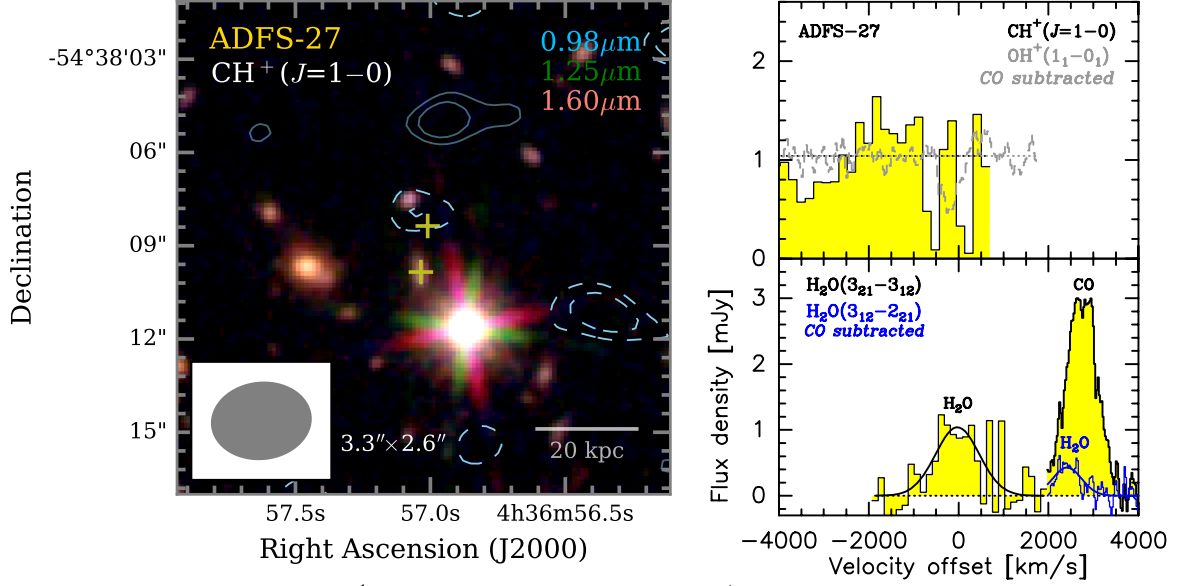 ADFS-27
CH⁺(J=1−0)
0.98μm
1.25μm
1.60μm
-54°38'03"
06"
09"
12"
15"
Declination
3.3"×2.6"
20 kpc
57.5s
57.0s
4h36m56.5s
Right Ascension (J2000)
ADFS-27
CH⁺(J=1-0)
OH⁺(1₁-0₁)
CO subtracted
2
1
0
H₂O(3₂₁-3₁₂)
H₂O(3₁₂-2₂₁)
CO subtracted
CO
H₂O
H₂O
3
2
1
0
Flux density [mJy]
-4000
-2000
0
2000
4000
Velocity offset [km/s]